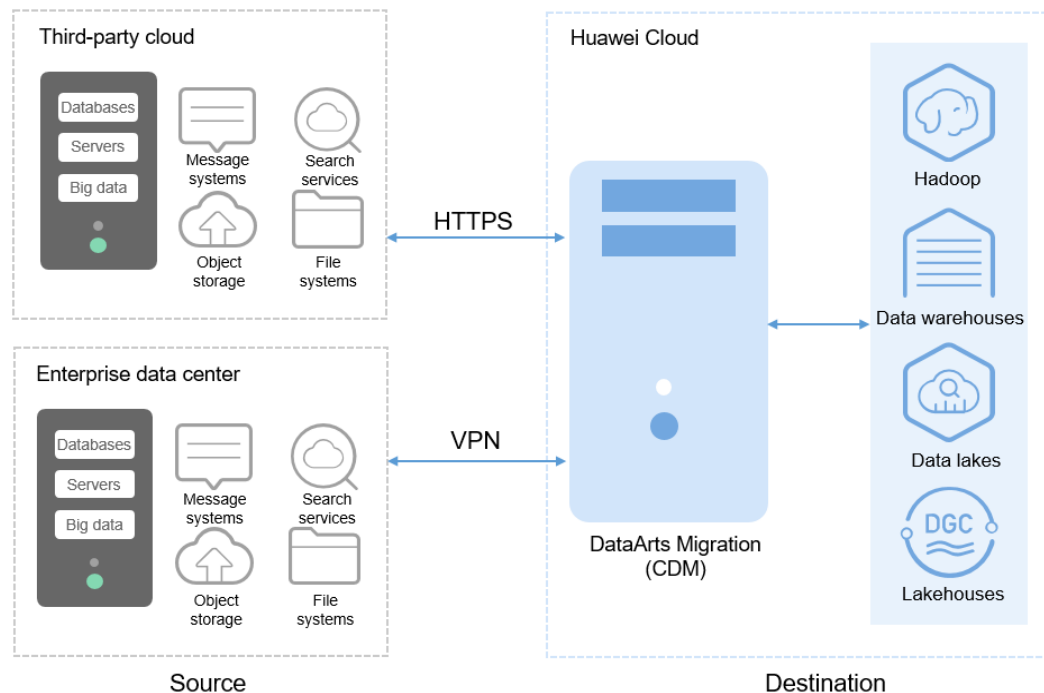 Third-party cloud
Databases
Servers
Big data
Message
systems
Search
services
Object
storage
File
systems
HTTPS
Enterprise data center
Databases
Servers
Big data
Message
systems
Search
services
Object
storage
File
systems
VPN
Source
Huawei Cloud
DataArts Migration
(CDM)
Hadoop
Data warehouses
Data lakes
DGC
Lakehouses
Destination